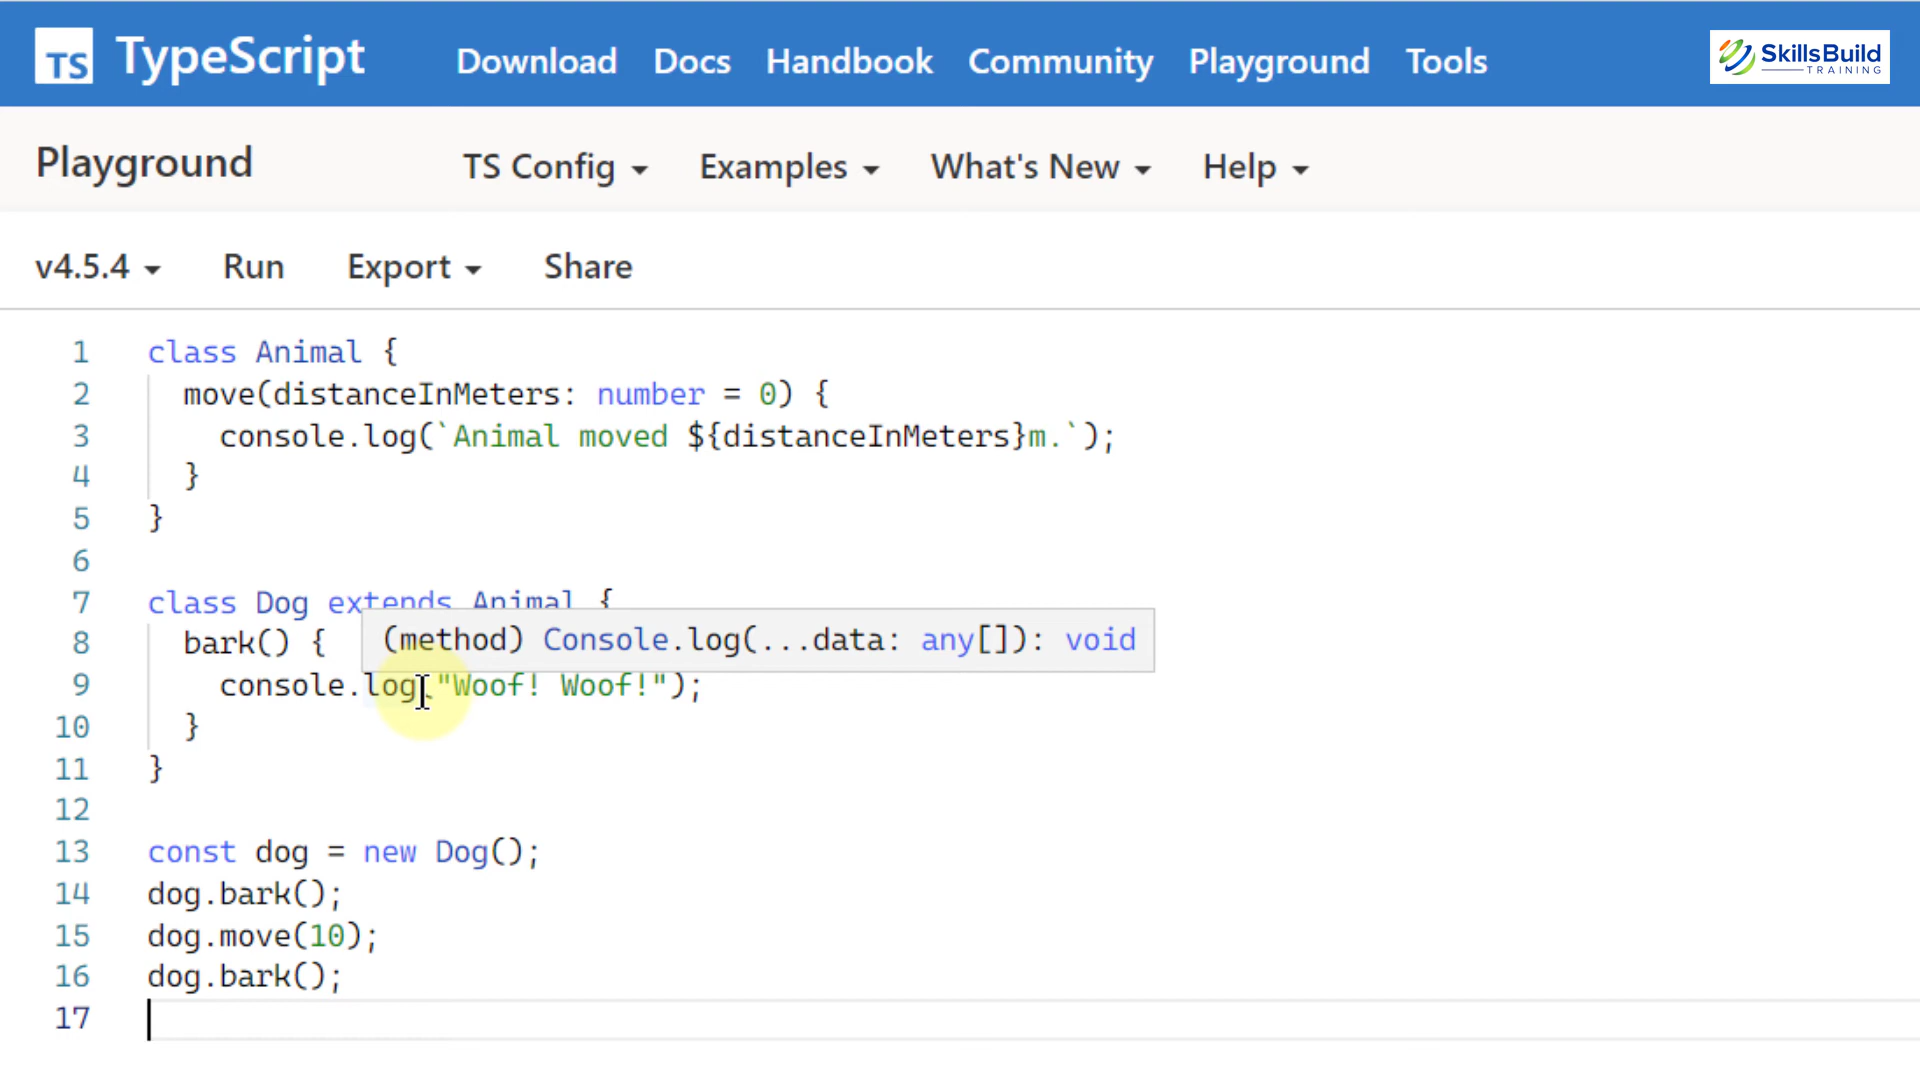 TS TypeScript Download Docs Handbook Community Playground Tools SkillsBuild TRAINING
Playground TS Config Examples What's New Help
v4.5.4 Run Export Share
1 class Animal {
2 move(distanceInMeters: number = 0) {
3 console.log(`Animal moved ${distanceInMeters}m.`);
4 }
5 }
6
7 class Dog extends Animal {
(method) Console.log(...data: any[]): void
8 bark() {
9 console.log("Woof! Woof!");
10 }
11 }
12
13 const dog = new Dog();
14 dog.bark();
15 dog.move(10);
16 dog.bark();
17